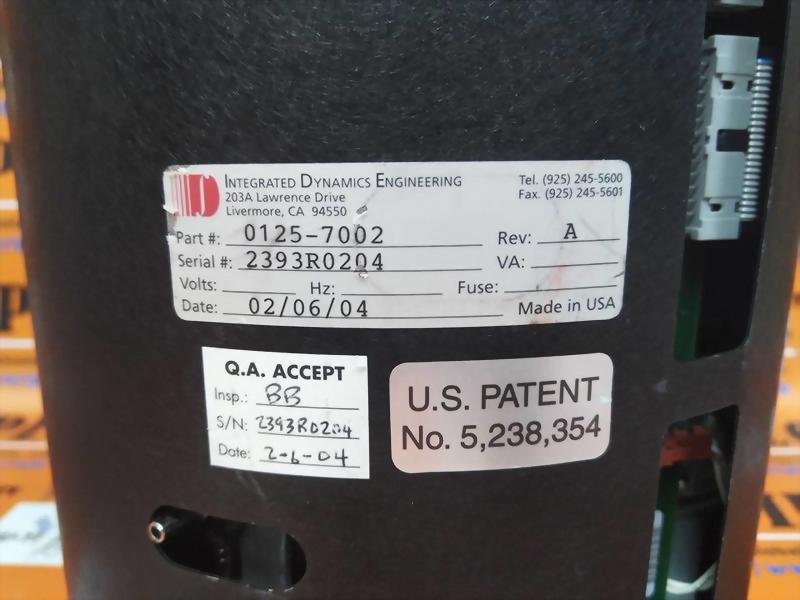 INTEGRATED DYNAMICS ENGINEERING
203A Lawrence Drive
Livermore, CA 94550
Tel. (925) 245-5600
Fax. (925) 245-5601
Part #: 0125-7002
Rev: A
Serial #: 2393R0204
VA:
Volts: Hz: Fuse:
Date: 02/06/04
Made in USA
Q.A. ACCEPT
Insp.: BB
S/N: 2393R0204
Date: 2-6-04
U.S. PATENT
No. 5,238,354